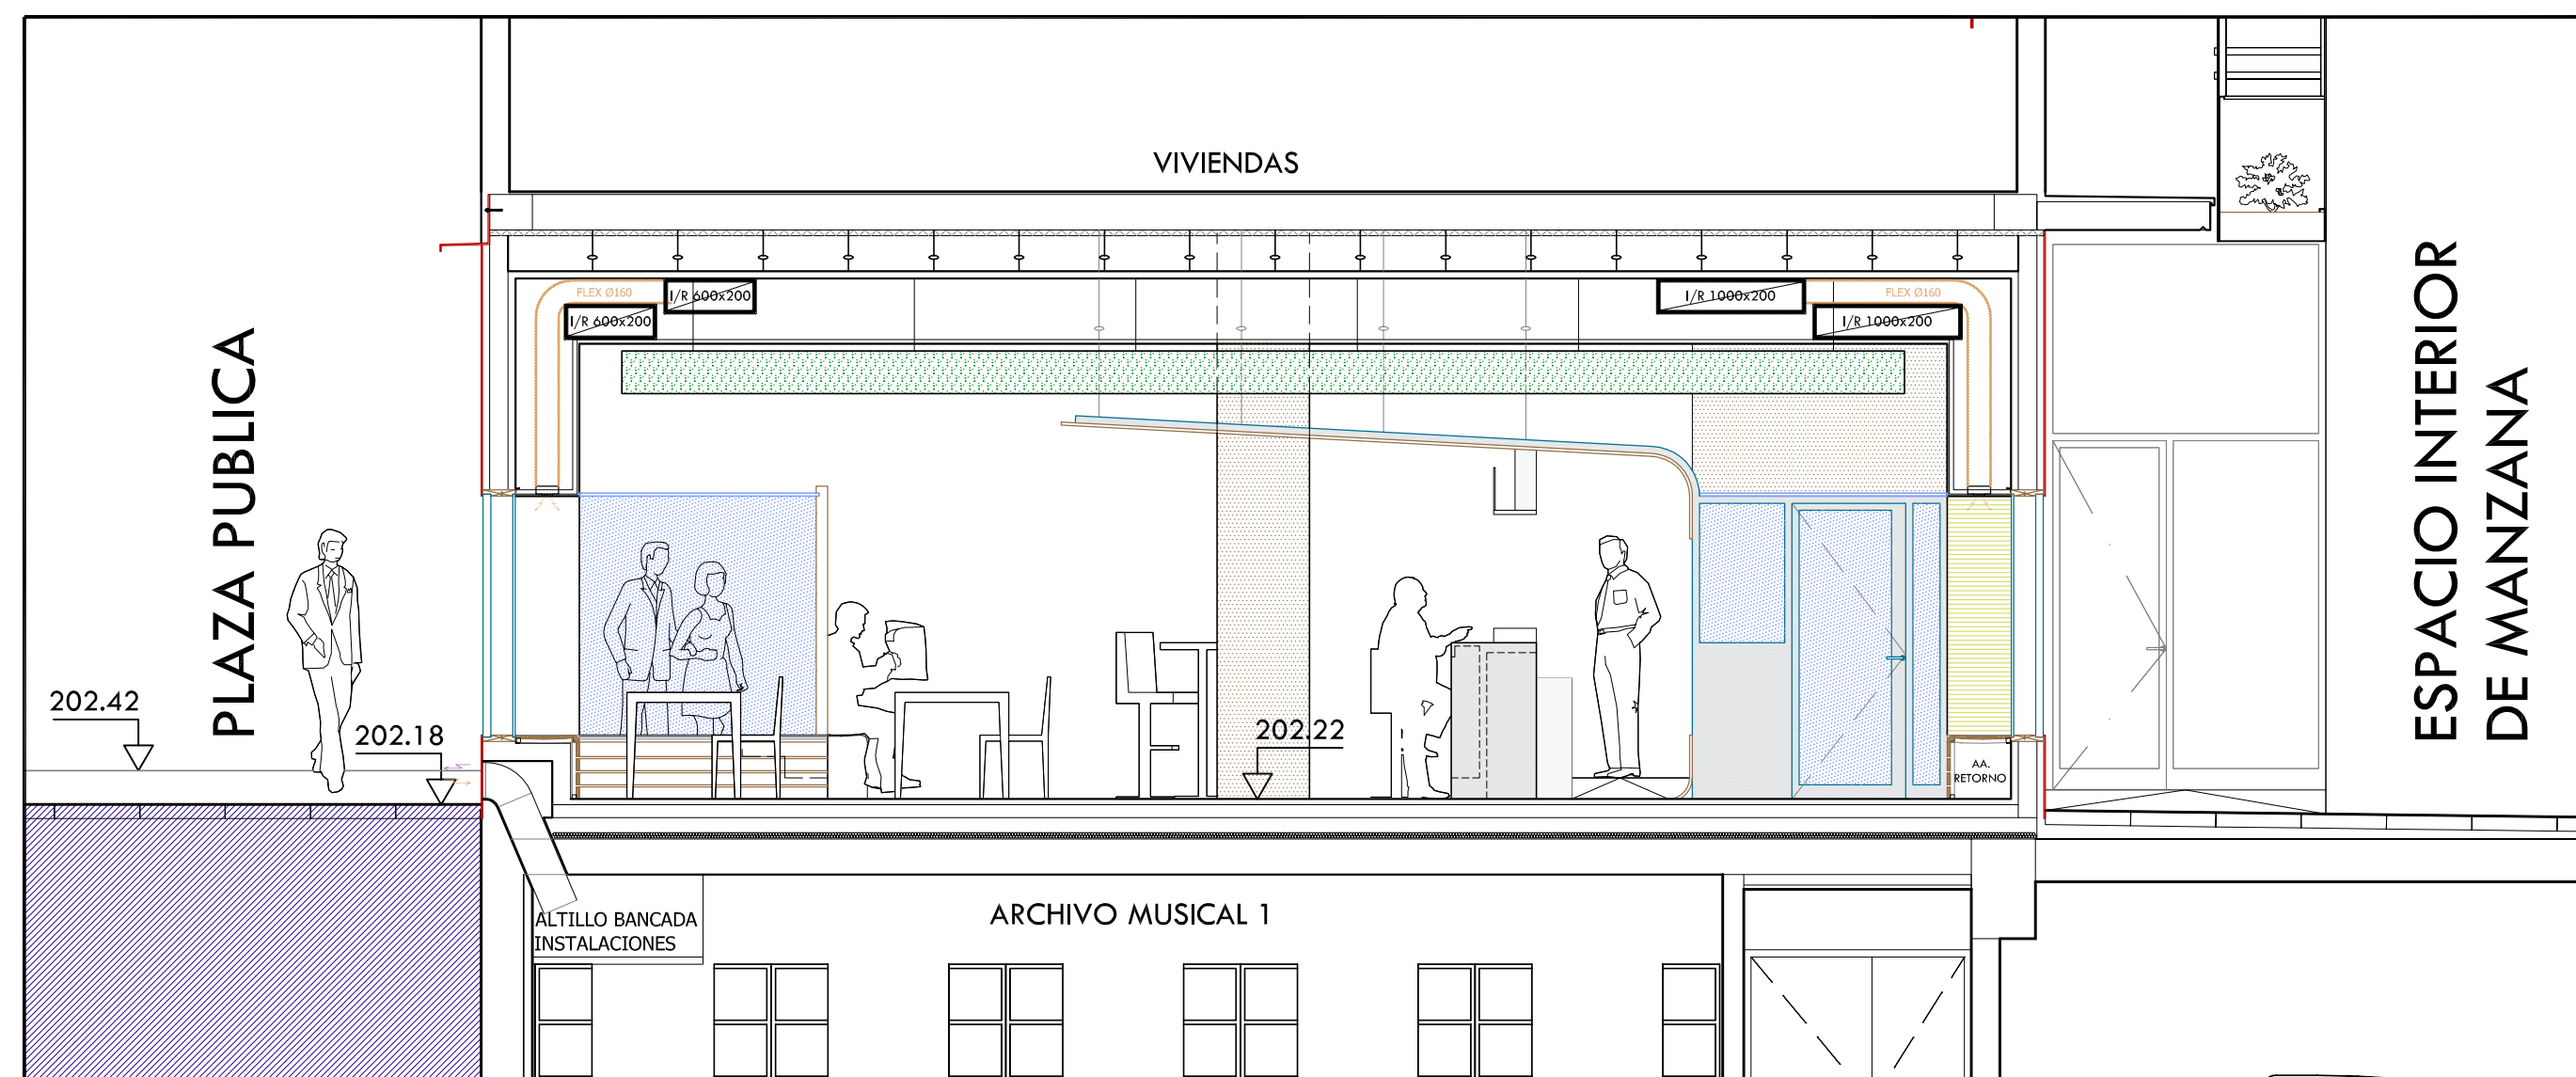 VIVIENDAS
FLEX Ø160
I/R 600x200
I/R 600x200
I/R 1000x200
FLEX Ø160
I/R 1000x200
PLAZA PUBLICA
ESPACIO INTERIOR
DE MANZANA
202.42
202.18
202.22
AA.
RETORNO
ALTILLO BANCADA
INSTALACIONES
ARCHIVO MUSICAL 1